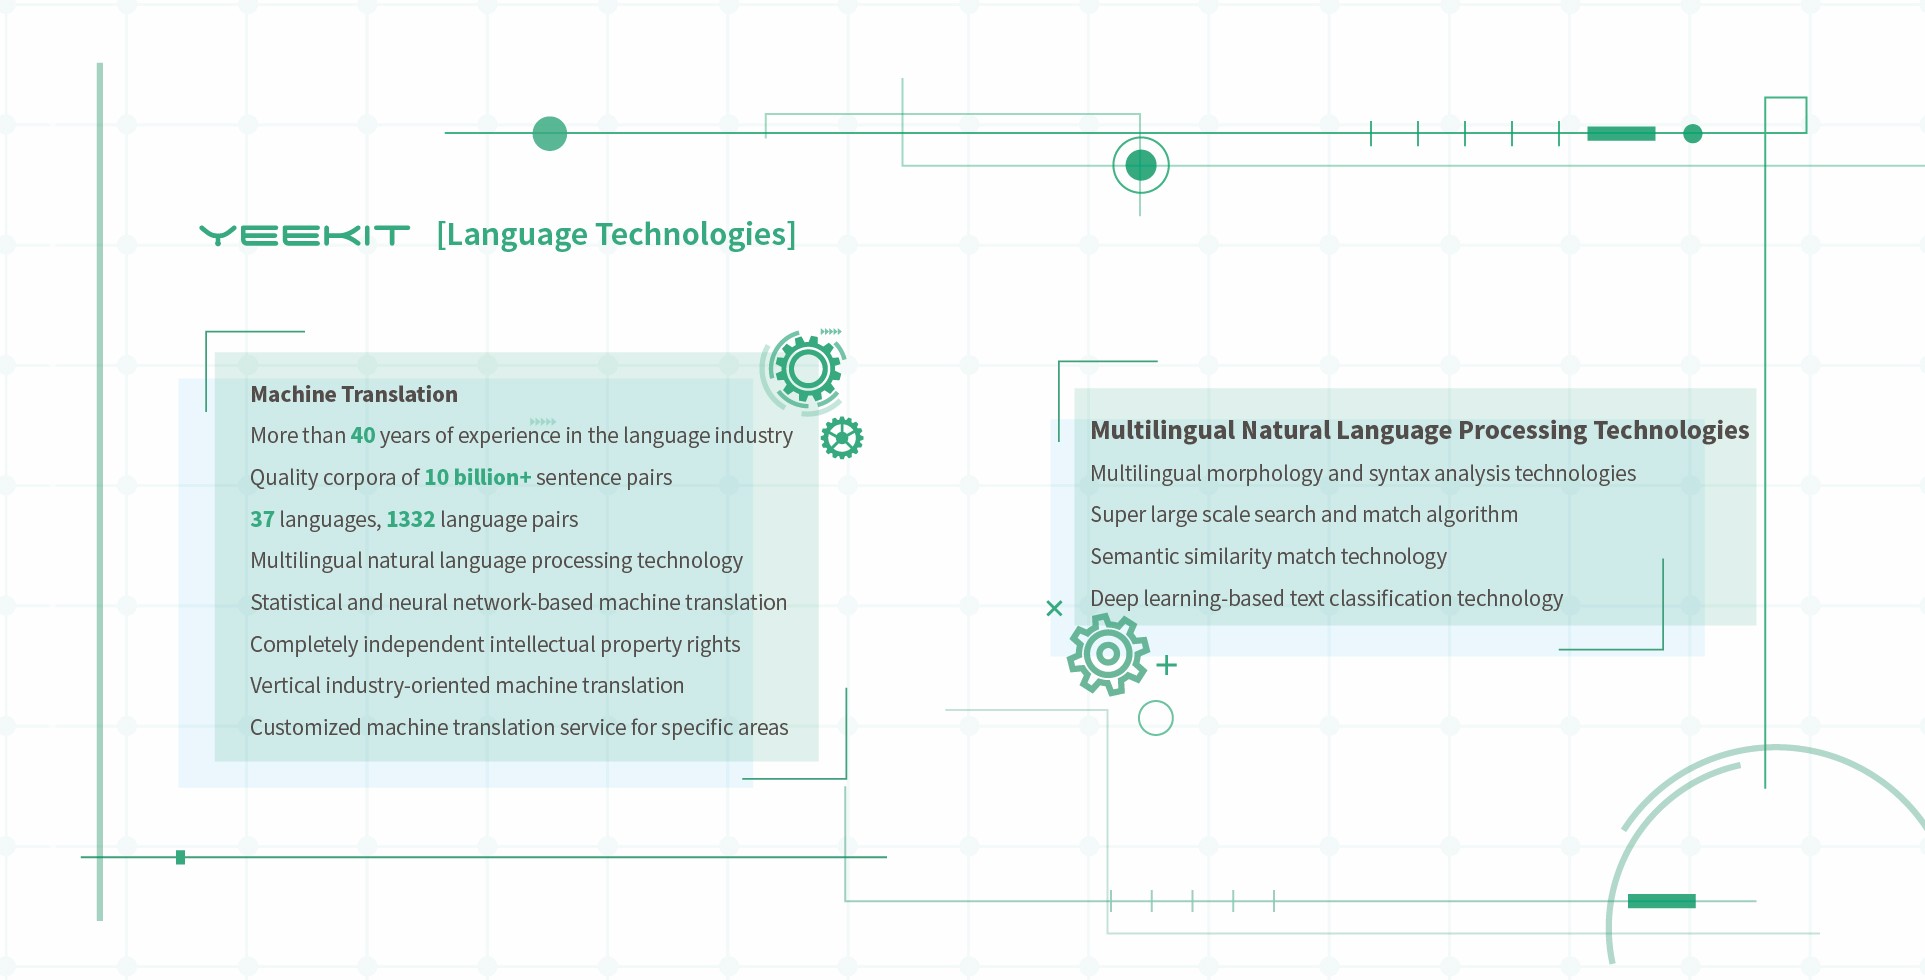 YEEKIT [Language Technologies]
Machine Translation
More than 40 years of experience in the language industry
Quality corpora of 10 billion+ sentence pairs
37 languages, 1332 language pairs
Multilingual natural language processing technology
Statistical and neural network-based machine translation
Completely independent intellectual property rights
Vertical industry-oriented machine translation
Customized machine translation service for specific areas
Multilingual Natural Language Processing Technologies
Multilingual morphology and syntax analysis technologies
Super large scale search and match algorithm
Semantic similarity match technology
Deep learning-based text classification technology